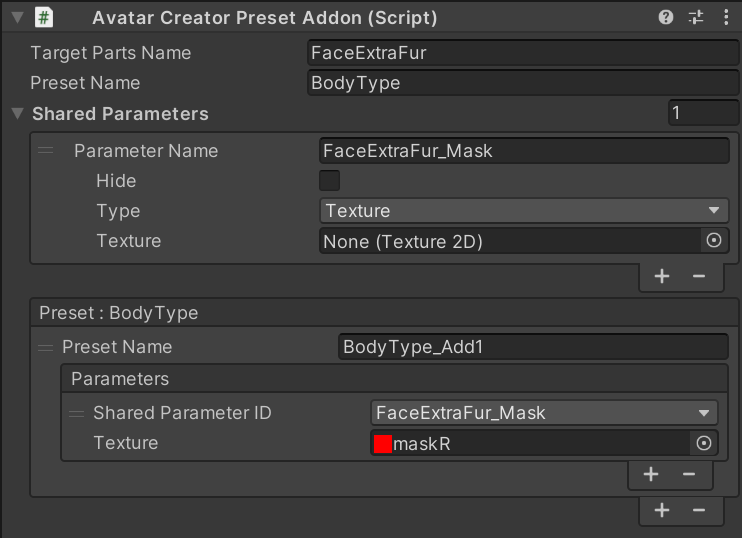 # Avatar Creator Preset Addon (Script)
Target Parts Name FaceExtraFur
Preset Name BodyType
Shared Parameters 1
Parameter Name FaceExtraFur_Mask
Hide
Type Texture
Texture None (Texture 2D)
+ −
Preset : BodyType
Preset Name BodyType_Add1
Parameters
Shared Parameter ID FaceExtraFur_Mask
Texture maskR
+ −
+ −